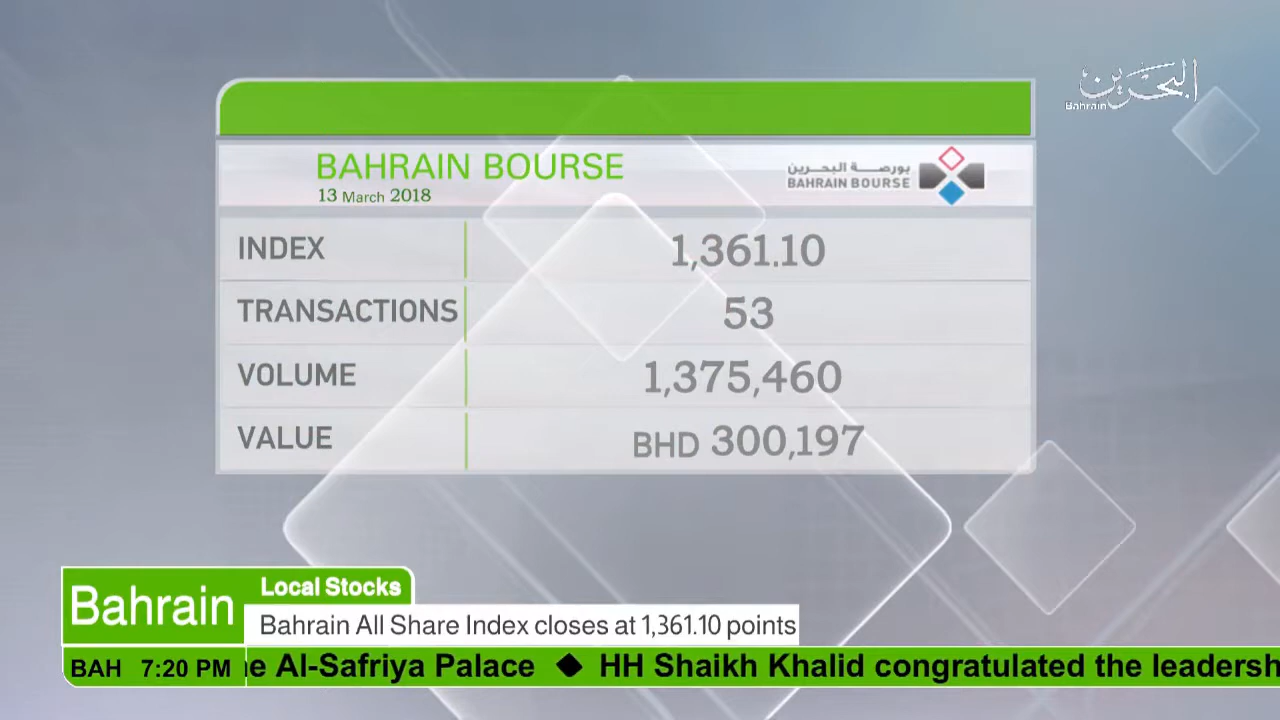 البحرين
Bahrain
BAHRAIN BOURSE
13 March 2018
بورصة البحرين
BAHRAIN BOURSE
INDEX 1,361.10
TRANSACTIONS 53
VOLUME 1,375,460
VALUE BHD 300,197
Local Stocks
Bahrain
Bahrain All Share Index closes at 1,361.10 points
BAH 7:20 PM e Al-Safriya Palace ◆ HH Shaikh Khalid congratulated the leadersh